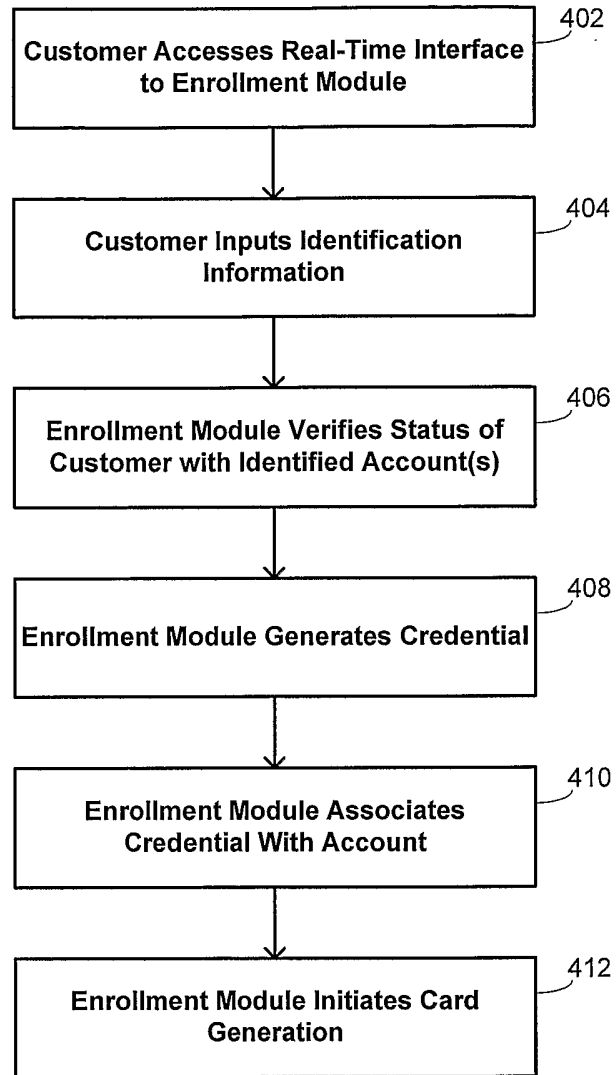 402
Customer Accesses Real-Time Interface
to Enrollment Module
404
Customer Inputs Identification
Information
406
Enrollment Module Verifies Status of
Customer with Identified Account(s)
408
Enrollment Module Generates Credential
410
Enrollment Module Associates
Credential With Account
412
Enrollment Module Initiates Card
Generation